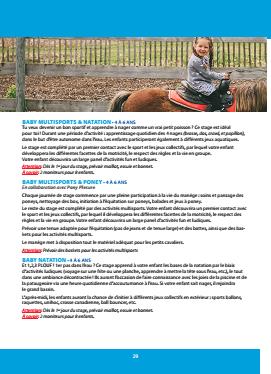 BABY MULTISPORTS & NATATION - 4 À 6 ANS
Tu veux devenir un bon sportif et apprendre à nager comme un vrai petit poisson ? Ce stage est idéal
pour toi ! Durant une période d'activité : apprentissage quotidien des 4 nages (brasse, dos, crawl et papillon),
dans le but d'être autonome dans l'eau. Les enfants participeront également à différents jeux aquatiques.
Le stage est complété par un premier contact avec le sport et les jeux collectifs, par lequel votre enfant
développera les différentes facettes de la motricité, le respect des règles et la vie en groupe.
Votre enfant découvrira un large panel d'activités fun et ludiques.
Attention: Dès le 1er jour du stage, prévoir maillot, essuie et bonnet.
À savoir: 2 moniteurs pour 8 enfants.
BABY MULTISPORTS & PONEY - 4 À 6 ANS
En collaboration avec Pony Plessure
Chaque journée de stage commence par une pleine participation à la vie du manège : soins et pansage des
poneys, nettoyage des box, initiation à l'équitation sur poneys, balades et jeux à poney.
Le reste du stage est complété par des activités multisports. Votre enfant découvrira un premier contact avec
le sport et les jeux collectifs, par lequel il développera les différentes facettes de la motricité, le respect des
règles et la vie en groupe. Votre enfant découvrira un large panel d'activités fun et ludiques.
Prévoir une tenue adaptée pour l'équitation (pas de jeans et de tenue large) et des bottes, ainsi que des bas-
kets pour les activités multisports.
Le manège met à disposition tout le matériel adéquat pour les petits cavaliers.
Attention: Prévoir des baskets pour les activités multisports
BABY NATATION - 4 À 6 ANS
Et 1,2,3 PLOUF ! 1er pas dans l'eau ? Ce stage apprend à votre enfant les bases de la natation par le biais
d'activités ludiques (voyage sur une frite ou une planche, apprendre à mettre la tête sous l'eau, etc.), le tout
dans une ambiance décontractée ! Ils auront l'occasion de faire connaissance avec les joies de la piscine et de
la pataugeoire via une heure quotidienne d'accoutumance à l'eau. Si votre enfant sait nager, il rejoindra
le grand bassin.
L'après-midi, les enfants auront la chance de s'initier à différents jeux collectifs en extérieur : sports ballons,
raquettes, unihoc, crosse canadienne, ball bounce, etc.
Attention: Dès le 1er jour du stage, prévoir maillot, essuie et bonnet.
À savoir: 2 moniteurs pour 8 enfants.
29